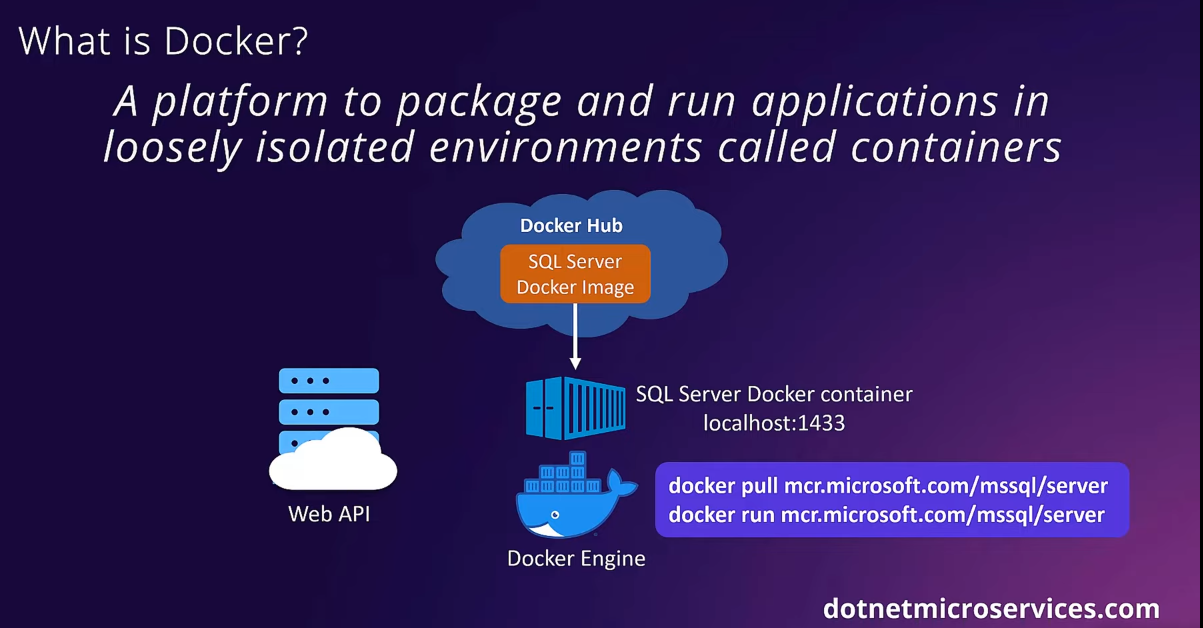 What is Docker?
A platform to package and run applications in
loosely isolated environments called containers
Docker Hub
SQL Server
Docker Image
SQL Server Docker container
localhost:1433
Web API
docker pull mcr.microsoft.com/mssql/server
docker run mcr.microsoft.com/mssql/server
Docker Engine
dotnetmicroservices.com